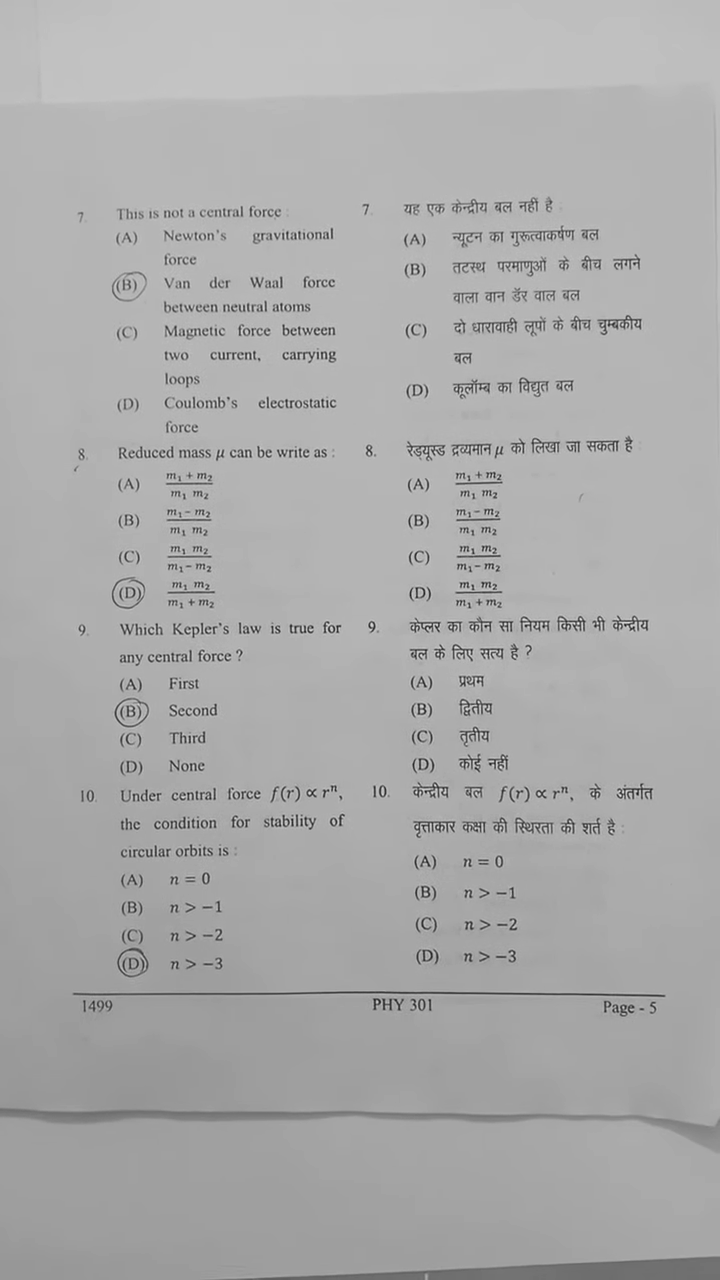 7. This is not a central force :
(A) Newton's gravitational
force
(B) Van der Waal force
between neutral atoms
(C) Magnetic force between
two current, carrying
loops
(D) Coulomb's electrostatic
force
8. Reduced mass μ can be write as :
(A) m₁ + m₂ / m₁ m₂
(B) m₁ − m₂ / m₁ m₂
(C) m₁ m₂ / m₁ − m₂
(D) m₁ m₂ / m₁ + m₂
9. Which Kepler's law is true for
any central force ?
(A) First
(B) Second
(C) Third
(D) None
10. Under central force f(r) ∝ rⁿ,
the condition for stability of
circular orbits is :
(A) n = 0
(B) n > −1
(C) n > −2
(D) n > −3
7. यह एक केन्द्रीय बल नहीं है :
(A) न्यूटन का गुरूत्वाकर्षण बल
(B) तटस्थ परमाणुओं के बीच लगने
वाला वान डॅर वाल बल
(C) दो धारावाही लूपों के बीच चुम्बकीय
बल
(D) कूलॉम्ब का विद्युत बल
8. रेड्यूस्ड द्रव्यमान μ को लिखा जा सकता है :
(A) m₁ + m₂ / m₁ m₂
(B) m₁ − m₂ / m₁ m₂
(C) m₁ m₂ / m₁ − m₂
(D) m₁ m₂ / m₁ + m₂
9. केप्लर का कौन सा नियम किसी भी केन्द्रीय
बल के लिए सत्य है ?
(A) प्रथम
(B) द्वितीय
(C) तृतीय
(D) कोई नहीं
10. केन्द्रीय बल f(r) ∝ rⁿ, के अंतर्गत
वृत्ताकार कक्षा की स्थिरता की शर्त है :
(A) n = 0
(B) n > −1
(C) n > −2
(D) n > −3
1499 PHY 301 Page - 5